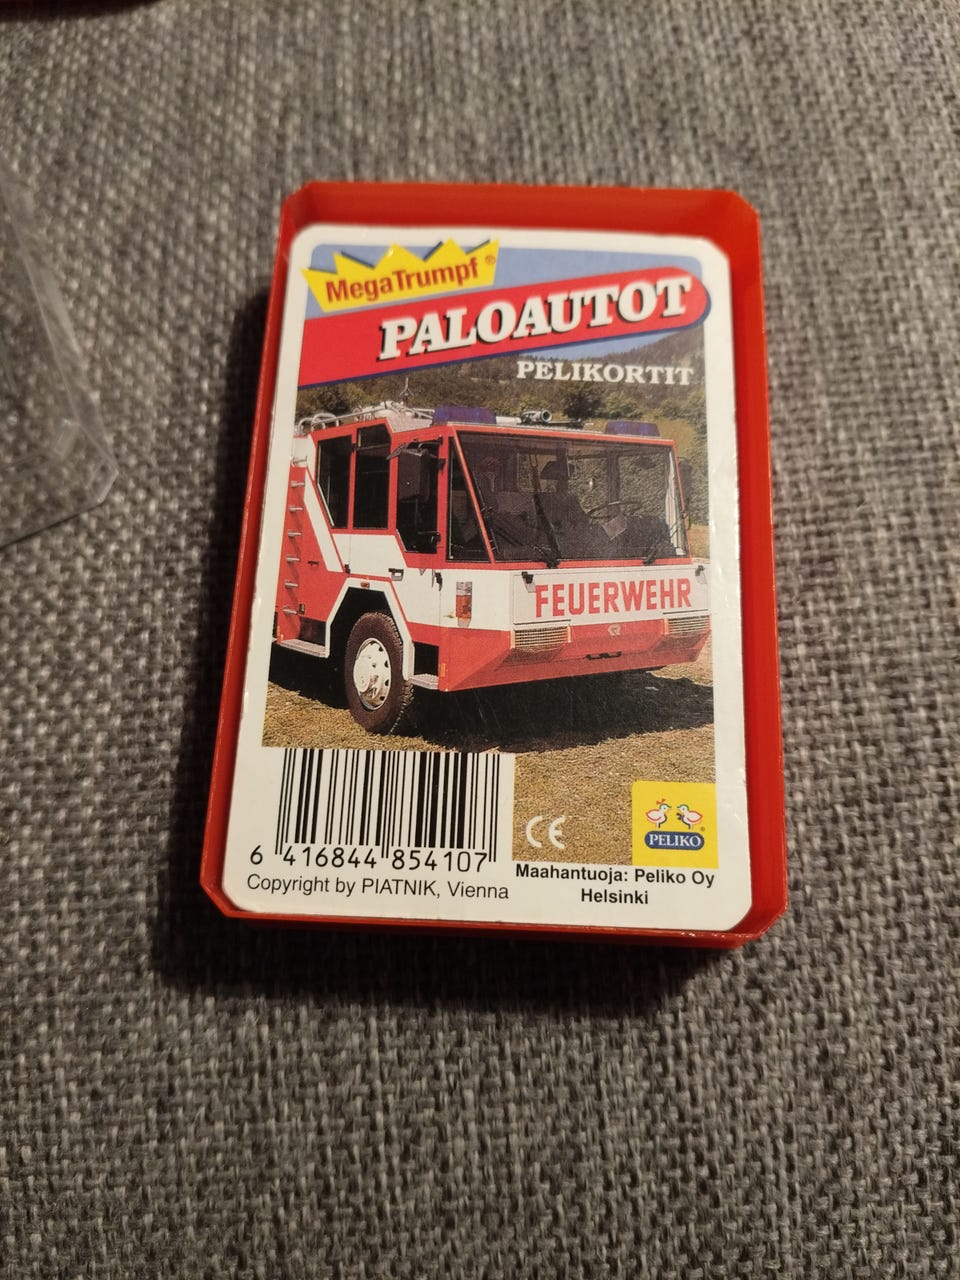 MegaTrumpf®
PALOAUTOT
PELIKORTIT
FEUERWEHR
PELIKO®
6 416844 854107
CE
Copyright by PIATNIK, Vienna
Maahantuoja: Peliko Oy
Helsinki